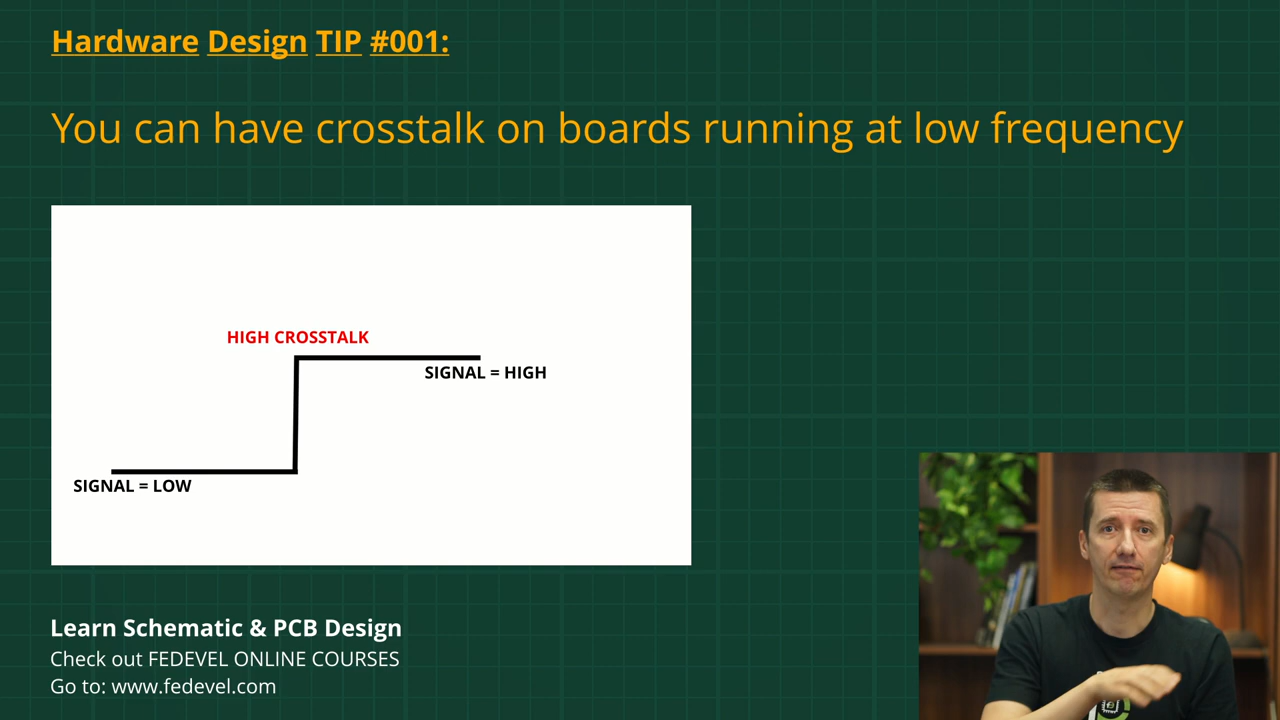 Hardware Design TIP #001:
You can have crosstalk on boards running at low frequency
HIGH CROSSTALK
SIGNAL = HIGH
SIGNAL = LOW
Learn Schematic & PCB Design
Check out FEDEVEL ONLINE COURSES
Go to: www.fedevel.com